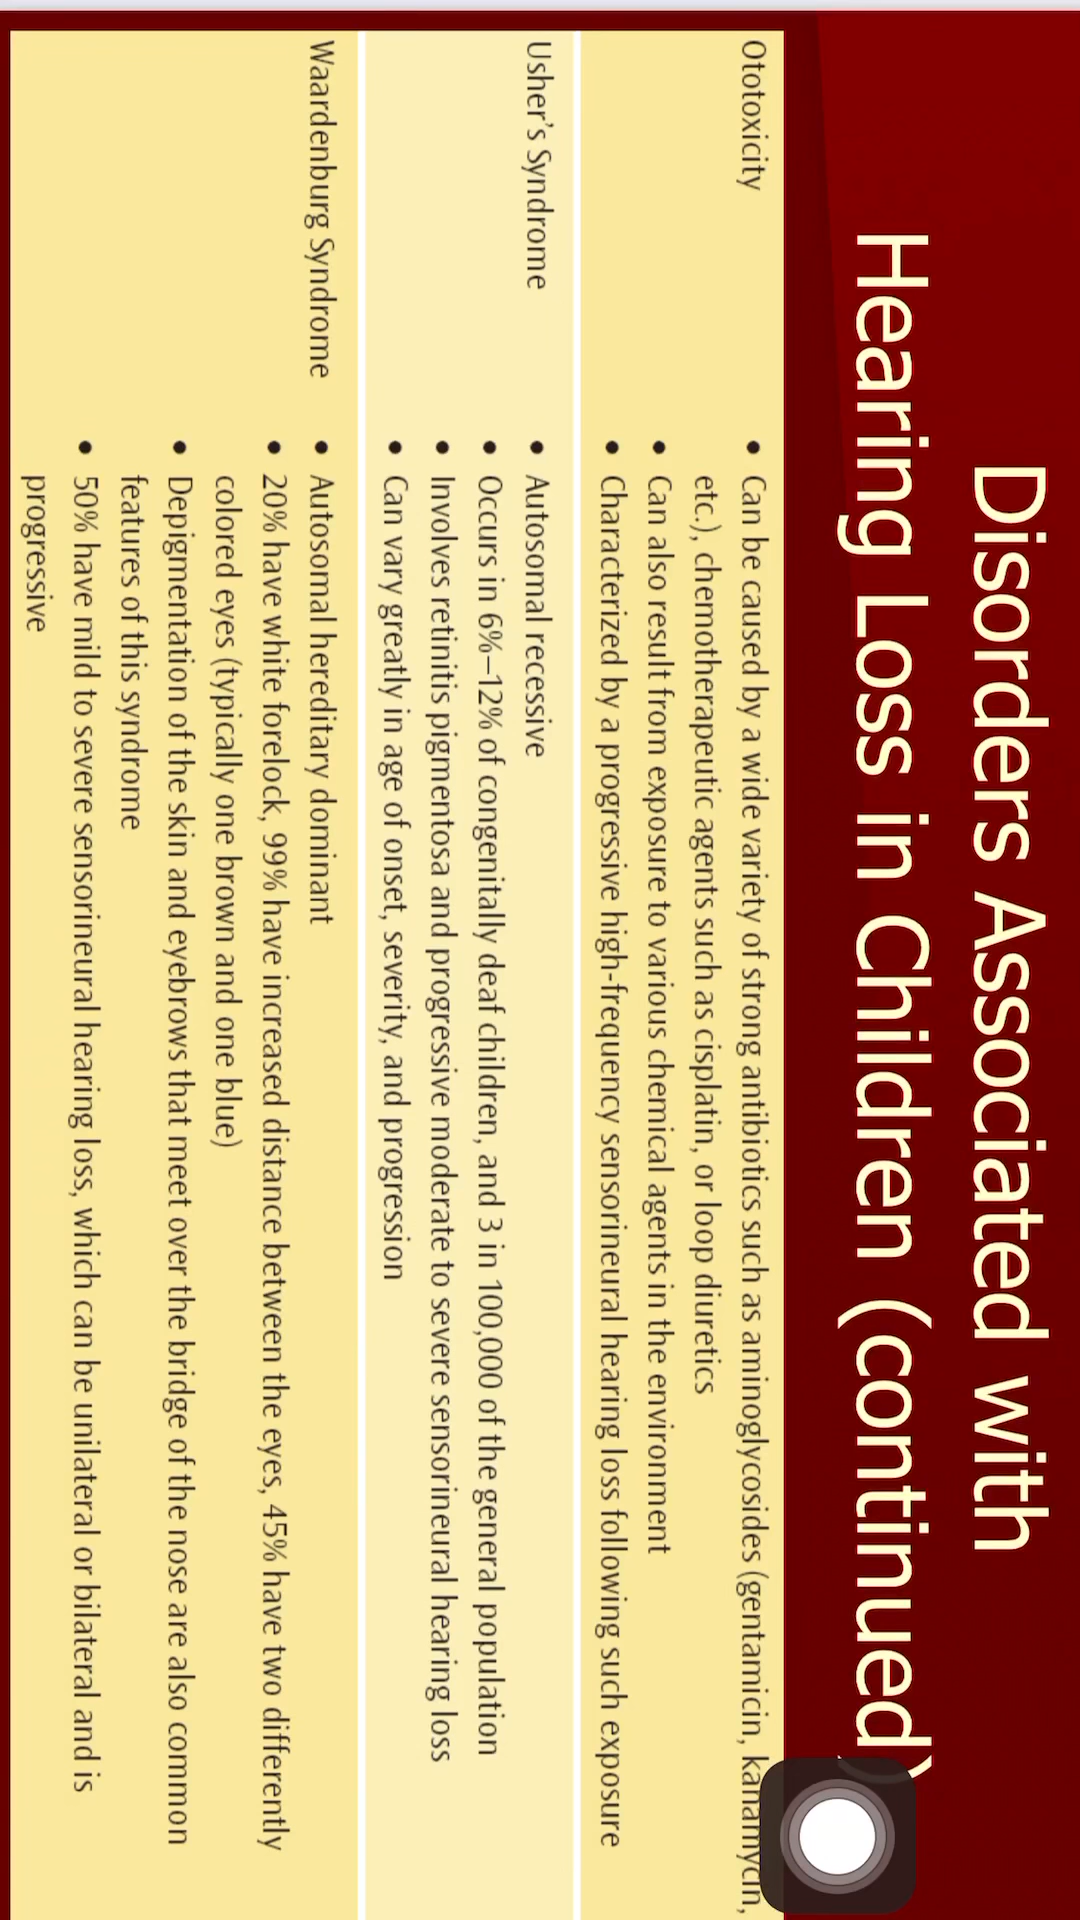 Disorders Associated with
Hearing Loss in Children (continued)
Ototoxicity
• Can be caused by a wide variety of strong antibiotics such as aminoglycosides (gentamicin, kanamycin,
etc.), chemotherapeutic agents such as cisplatin, or loop diuretics
• Can also result from exposure to various chemical agents in the environment
• Characterized by a progressive high-frequency sensorineural hearing loss following such exposure
Usher's Syndrome
• Autosomal recessive
• Occurs in 6%–12% of congenitally deaf children, and 3 in 100,000 of the general population
• Involves retinitis pigmentosa and progressive moderate to severe sensorineural hearing loss
• Can vary greatly in age of onset, severity, and progression
Waardenburg Syndrome
• Autosomal hereditary dominant
• 20% have white forelock, 99% have increased distance between the eyes, 45% have two differently
colored eyes (typically one brown and one blue)
• Depigmentation of the skin and eyebrows that meet over the bridge of the nose are also common
features of this syndrome
• 50% have mild to severe sensorineural hearing loss, which can be unilateral or bilateral and is
progressive